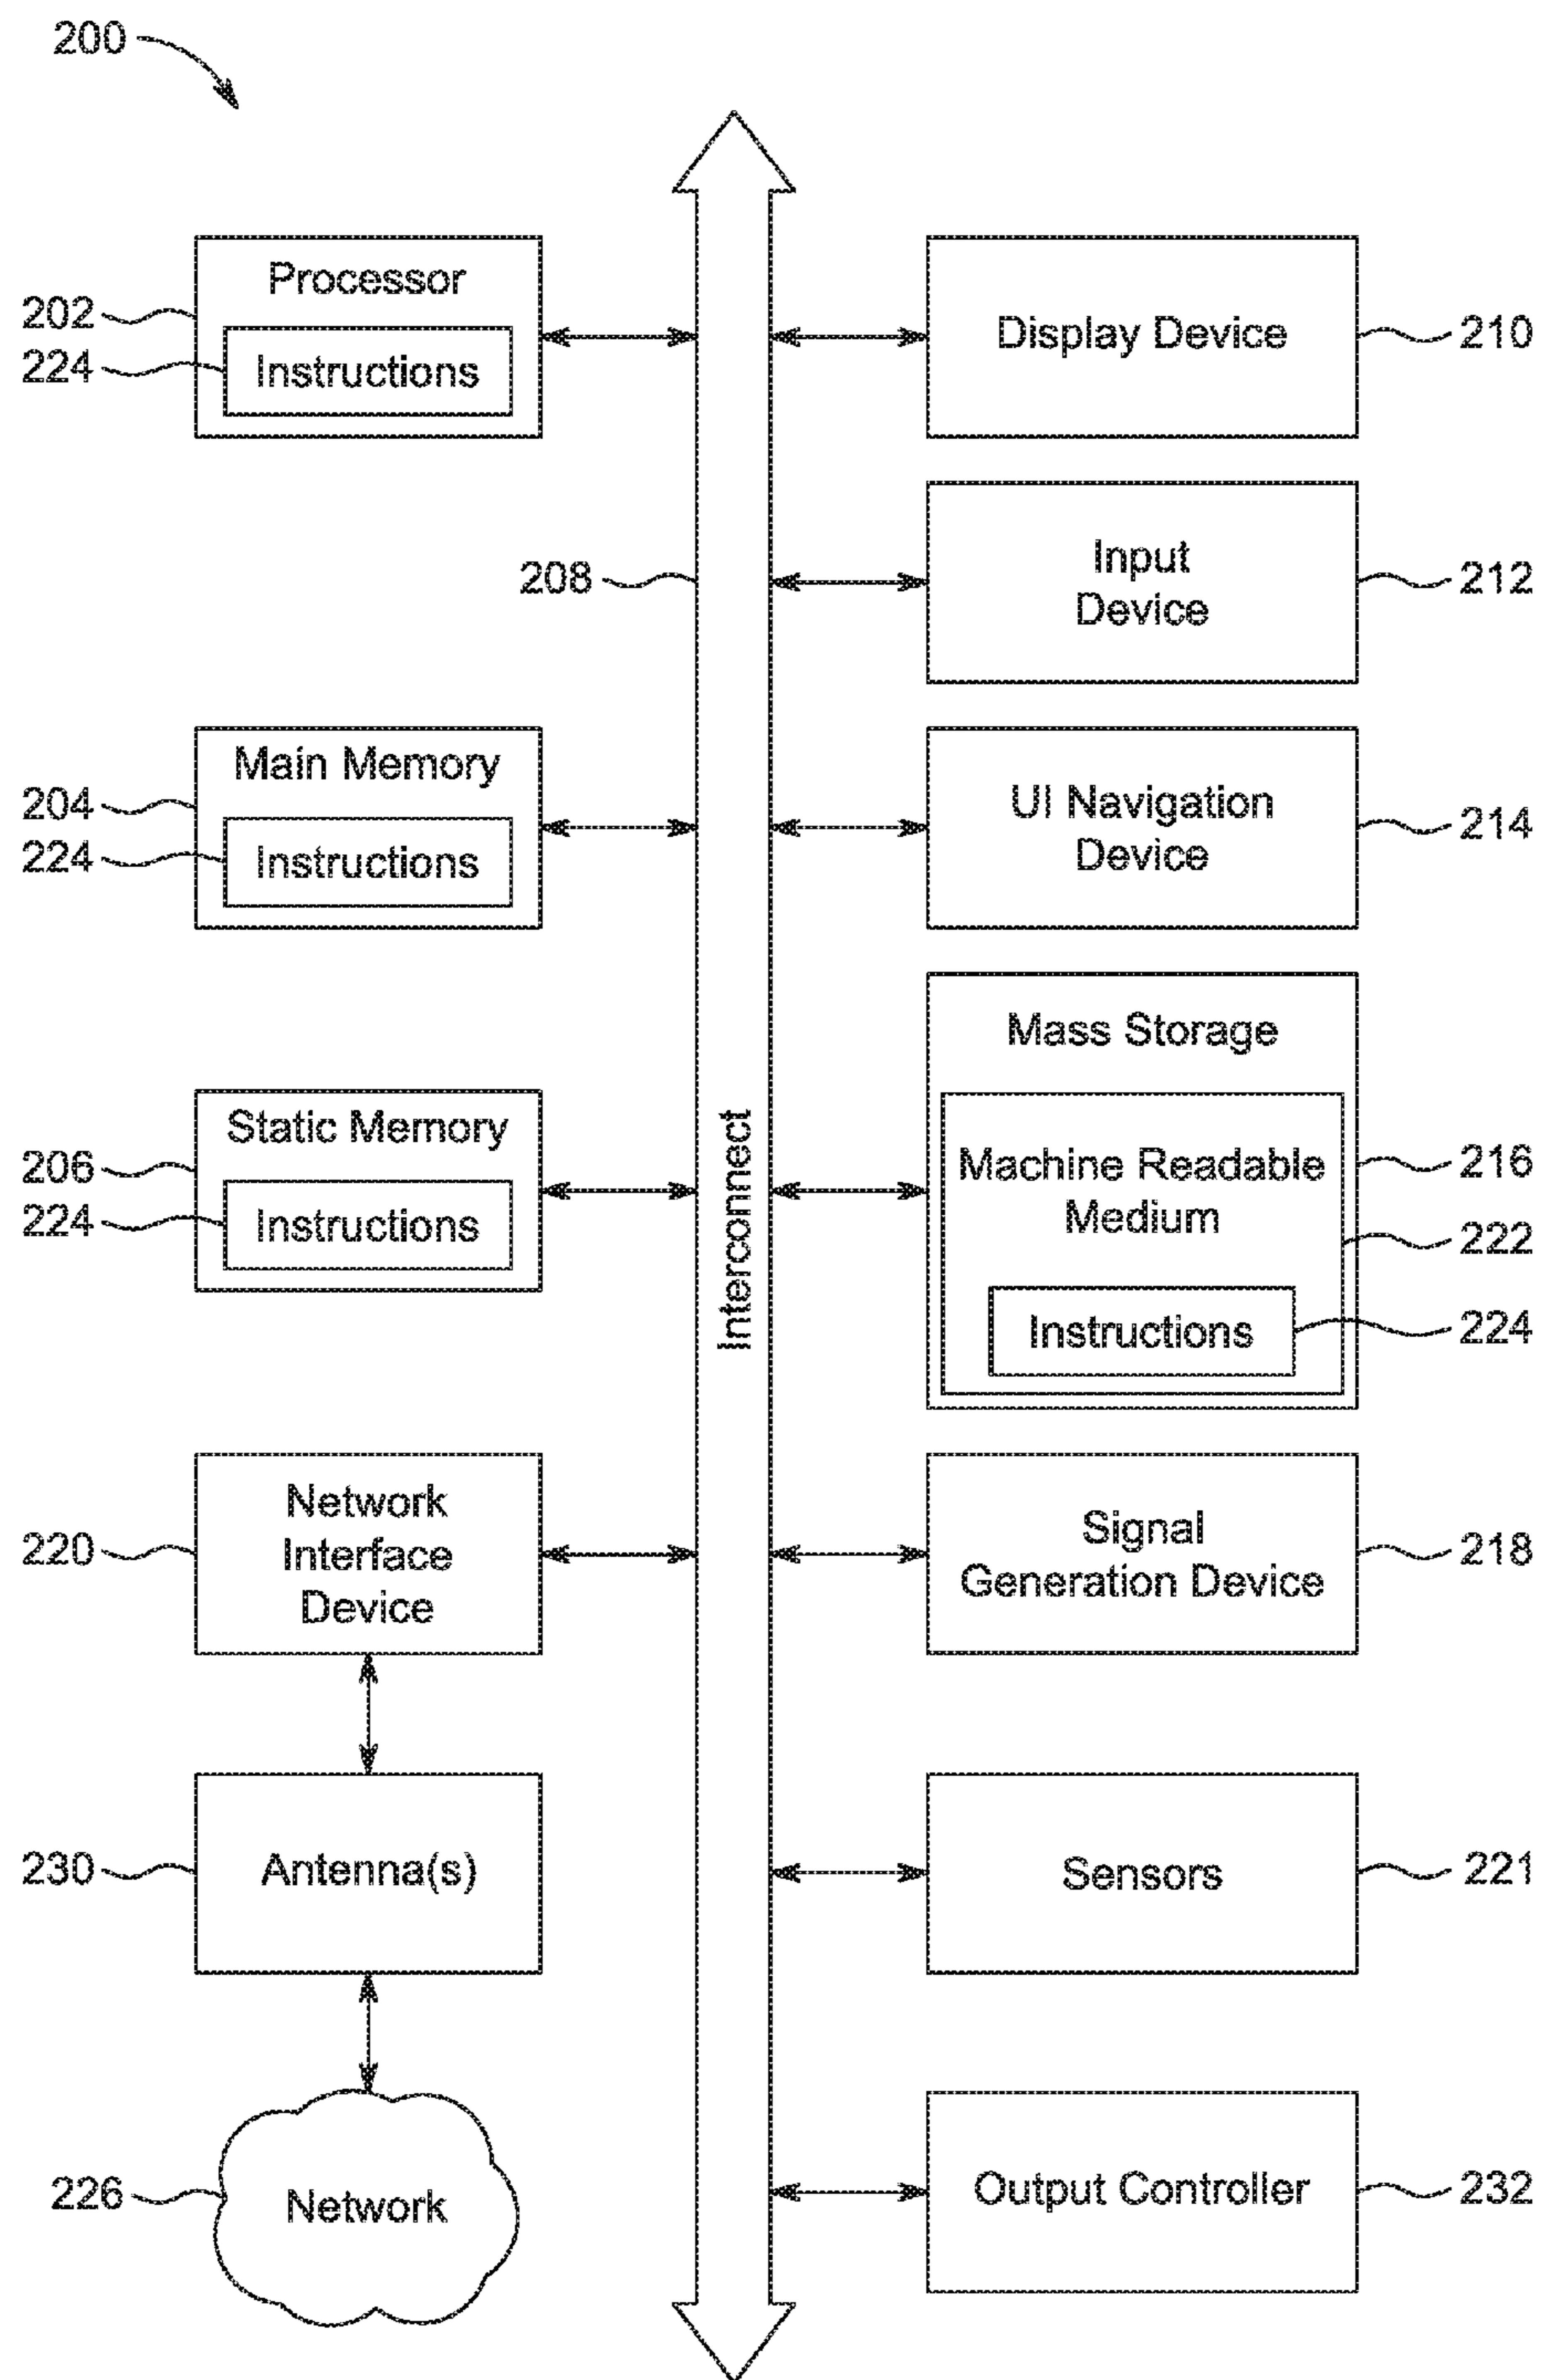 200
Processor
202
224
Instructions
Display Device
210
208
Input
Device
212
Main Memory
204
224
Instructions
UI Navigation
Device
214
Interconnect
Static Memory
206
224
Instructions
Mass Storage
Machine Readable
Medium
216
222
Instructions
224
Network
Interface
Device
220
Signal
Generation Device
218
230
Antenna(s)
Sensors
221
226
Network
Output Controller
232